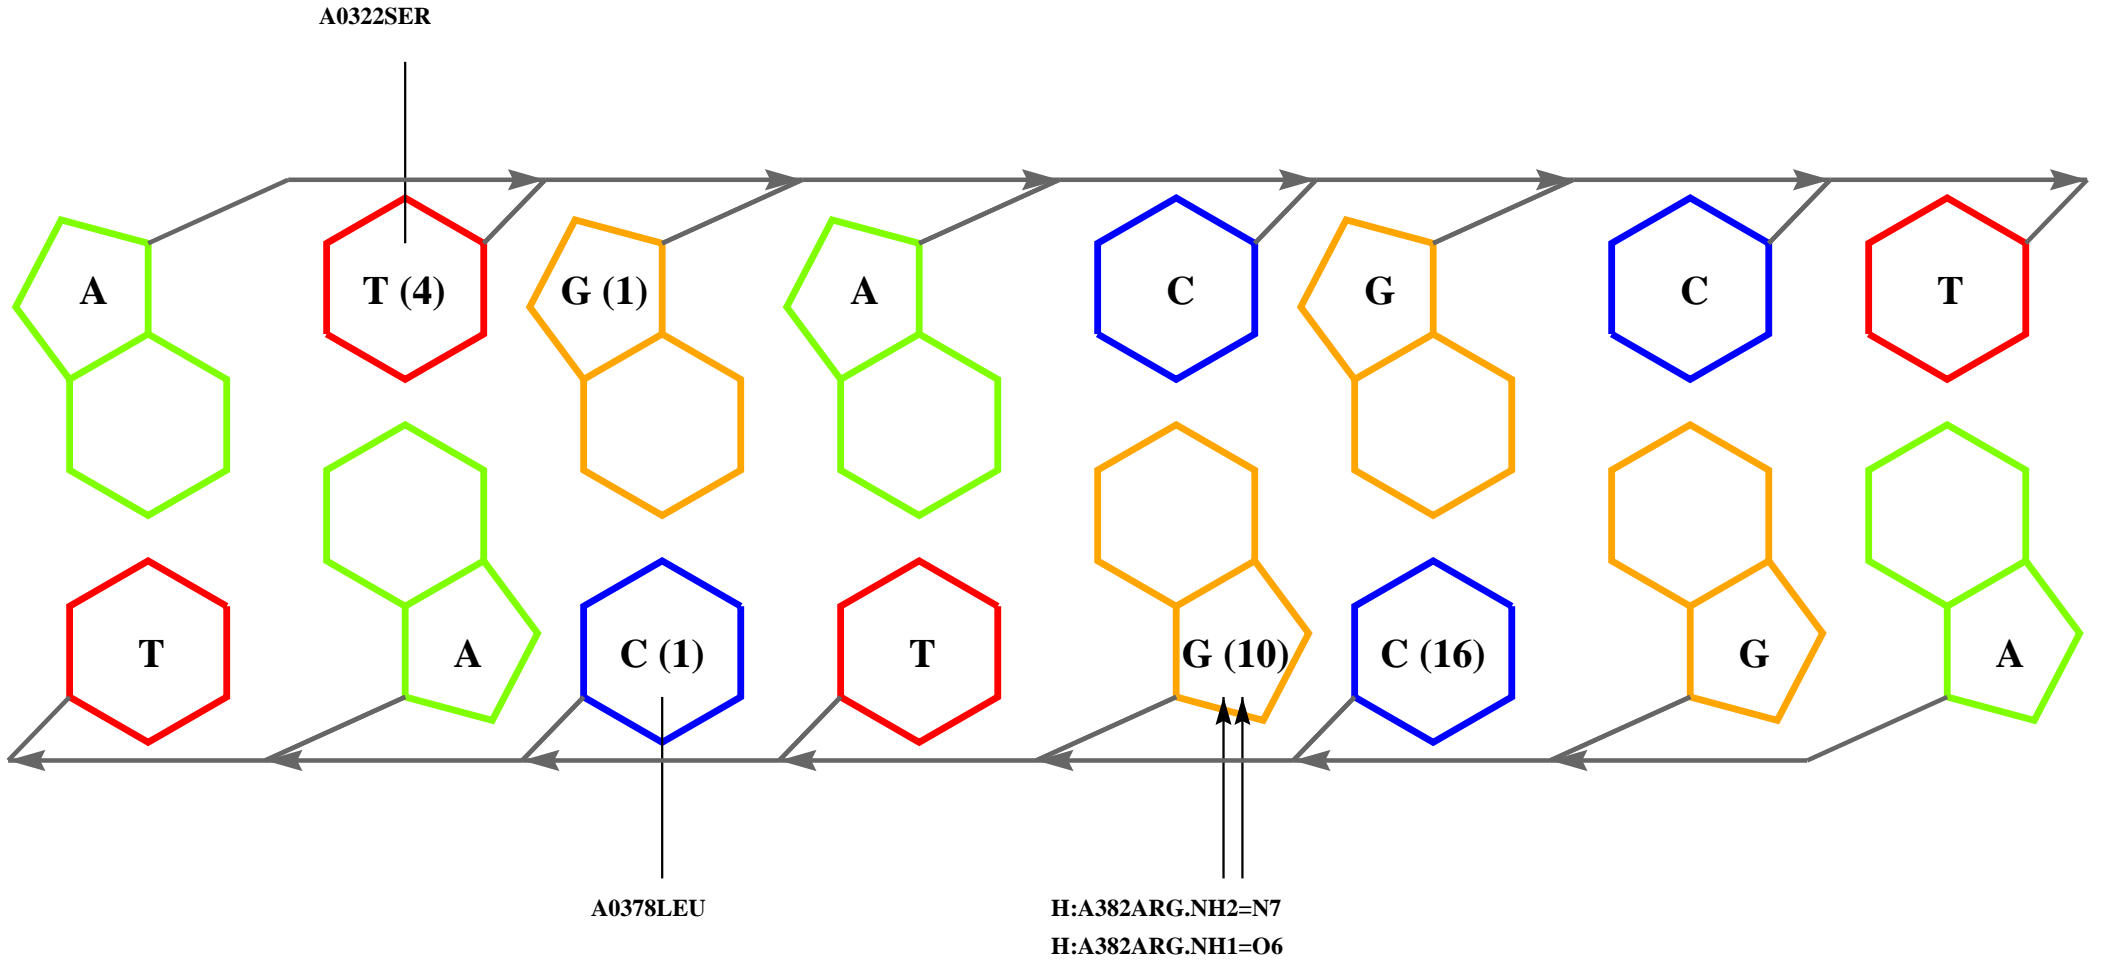 A0322SER
A T (4) G (1) A C G C T
T A C (1) T G (10) C (16) G A
A0378LEU H:A382ARG.NH2=N7
H:A382ARG.NH1=O6